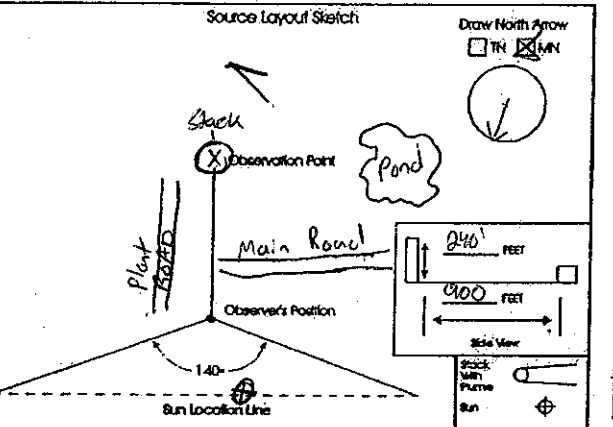 Source Layout Sketch
Draw North Arrow
TN X MN
Stack
X Observation Point
Pond
Plant ROAD
Main Road
240' FEET
900 FEET
Side View
Observer's Position
140°
Sun Location Line
Stack With Plume
Sun